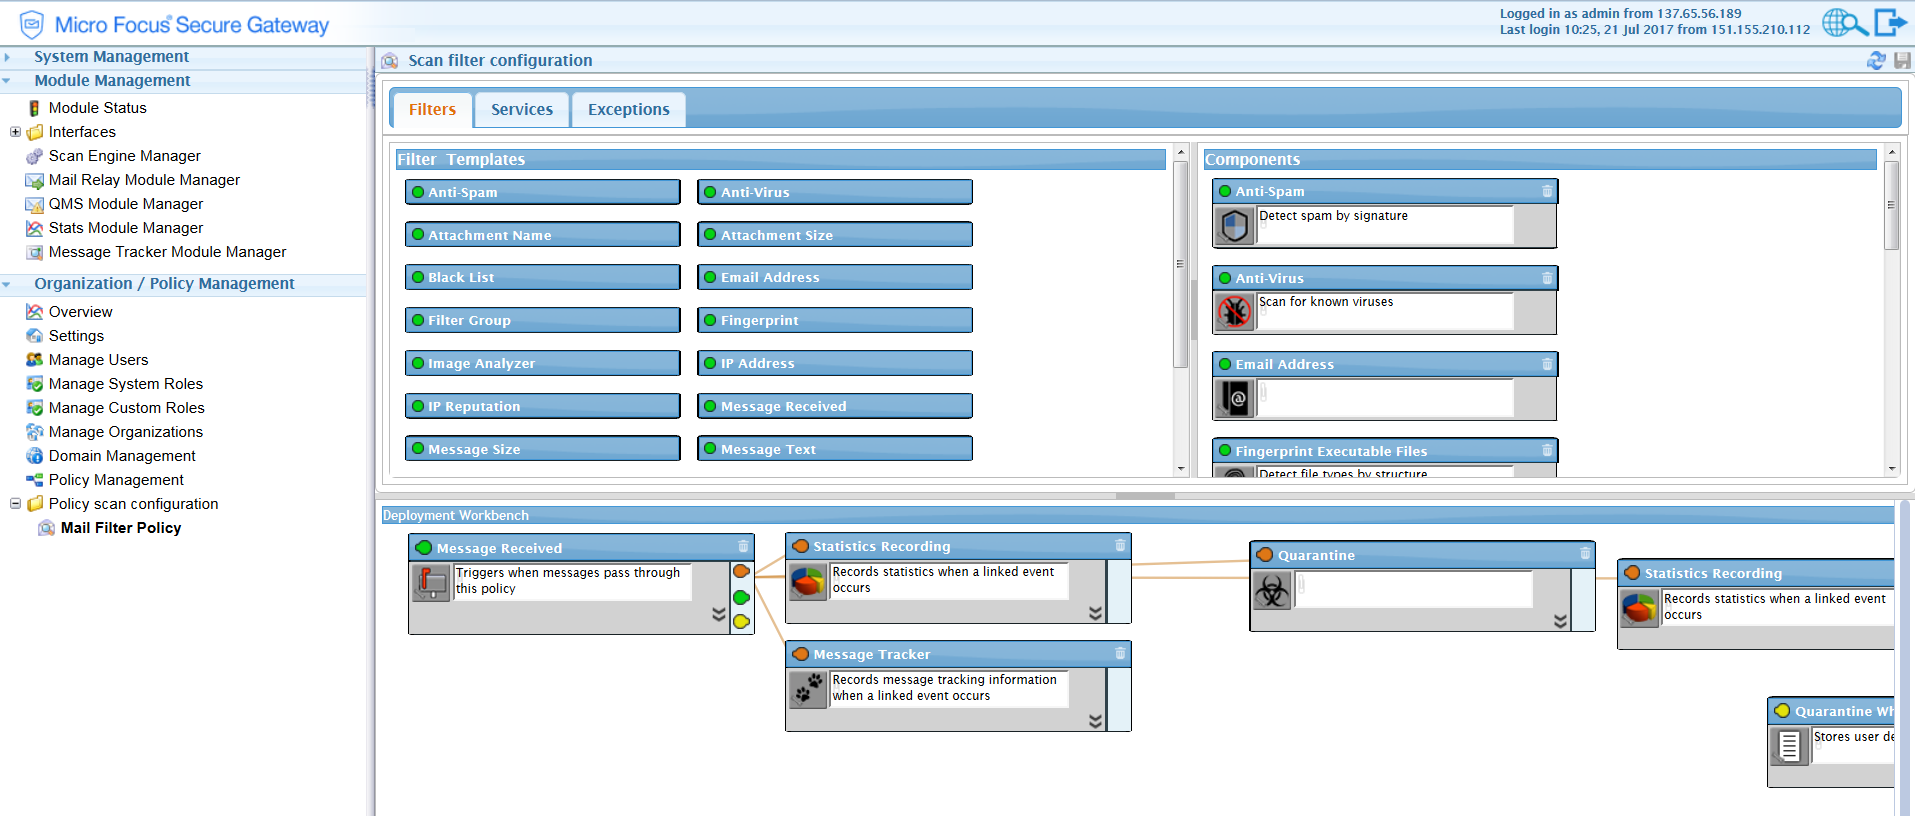 Micro Focus® Secure Gateway
Logged in as admin from 137.65.56.189
Last login 10:25, 21 Jul 2017 from 151.155.210.112
System Management
Module Management
Module Status
Interfaces
Scan Engine Manager
Mail Relay Module Manager
QMS Module Manager
Stats Module Manager
Message Tracker Module Manager
Organization / Policy Management
Overview
Settings
Manage Users
Manage System Roles
Manage Custom Roles
Manage Organizations
Domain Management
Policy Management
Policy scan configuration
Mail Filter Policy
Scan filter configuration
Filters
Services
Exceptions
Filter Templates
Anti-Spam
Anti-Virus
Attachment Name
Attachment Size
Black List
Email Address
Filter Group
Fingerprint
Image Analyzer
IP Address
IP Reputation
Message Received
Message Size
Message Text
Components
Anti-Spam
Detect spam by signature
Anti-Virus
Scan for known viruses
Email Address
Fingerprint Executable Files
Detect file types by structure
Deployment Workbench
Message Received
Triggers when messages pass through
this policy
Statistics Recording
Records statistics when a linked event
occurs
Message Tracker
Records message tracking information
when a linked event occurs
Quarantine
Statistics Recording
Records statistics when a linked event
occurs
Quarantine Wh
Stores user de